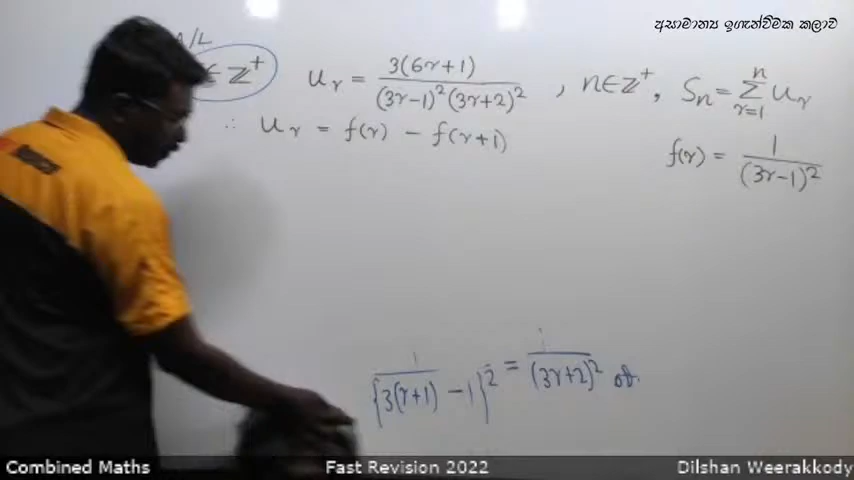 අසාමාන්‍ය ඉගැන්වීමක කලාව
A/L
∈ ℤ⁺
u_r = 3(6r+1) / (3r-1)²(3r+2)² , n∈ℤ⁺, S_n = Σ_{r=1}^{n} u_r
∴ u_r = f(r) - f(r+1)
f(r) = 1 / (3r-1)²
1 / {3(r+1) - 1}² = 1 / (3r+2)²
Combined Maths
Fast Revision 2022
Dilshan Weerakkody